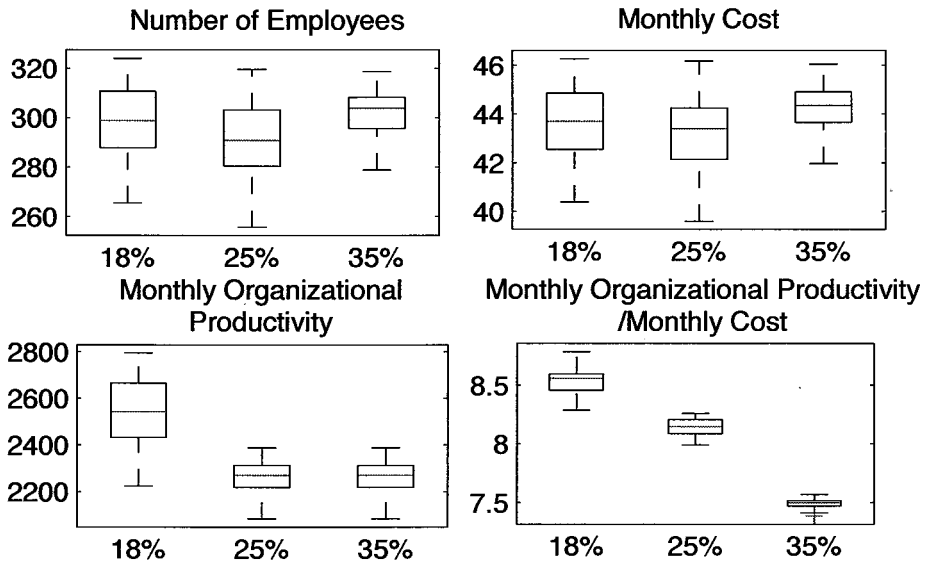 Number of Employees
320
300
280
260
18% 25% 35%
Monthly Cost
46
44
42
40
18% 25% 35%
Monthly Organizational
Productivity
2800
2600
2400
2200
18% 25% 35%
Monthly Organizational Productivity
/Monthly Cost
8.5
8
7.5
18% 25% 35%